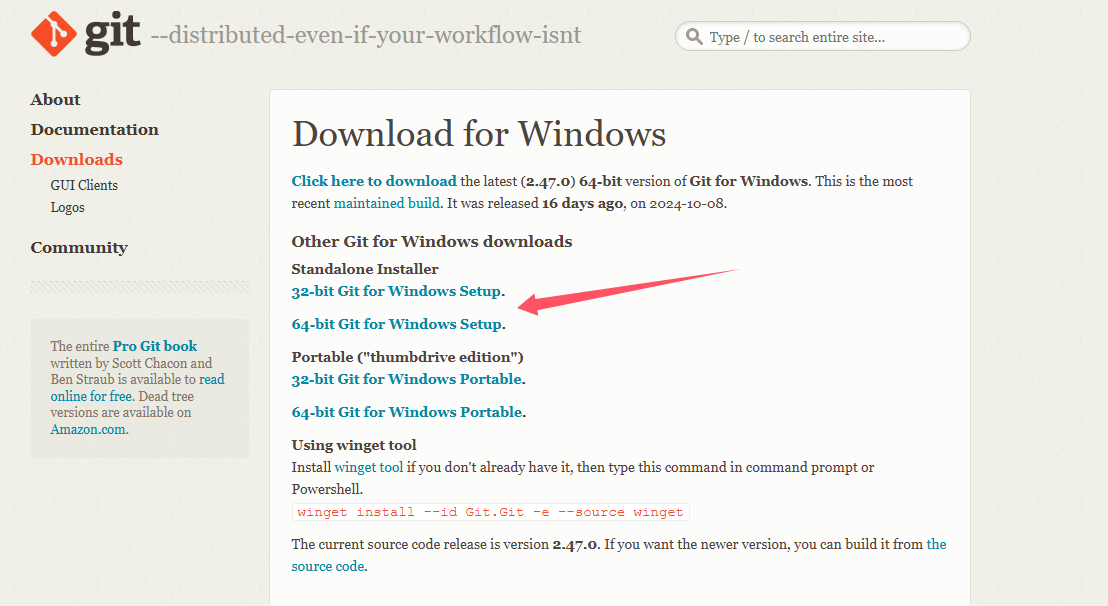 git --distributed-even-if-your-workflow-isnt
Type / to search entire site...
About
Documentation
Downloads
GUI Clients
Logos
Community
The entire Pro Git book
written by Scott Chacon and
Ben Straub is available to read
online for free. Dead tree
versions are available on
Amazon.com.
Download for Windows
Click here to download the latest (2.47.0) 64-bit version of Git for Windows. This is the most
recent maintained build. It was released 16 days ago, on 2024-10-08.
Other Git for Windows downloads
Standalone Installer
32-bit Git for Windows Setup.
64-bit Git for Windows Setup.
Portable ("thumbdrive edition")
32-bit Git for Windows Portable.
64-bit Git for Windows Portable.
Using winget tool
Install winget tool if you don't already have it, then type this command in command prompt or
Powershell.
winget install --id Git.Git -e --source winget
The current source code release is version 2.47.0. If you want the newer version, you can build it from the
source code.